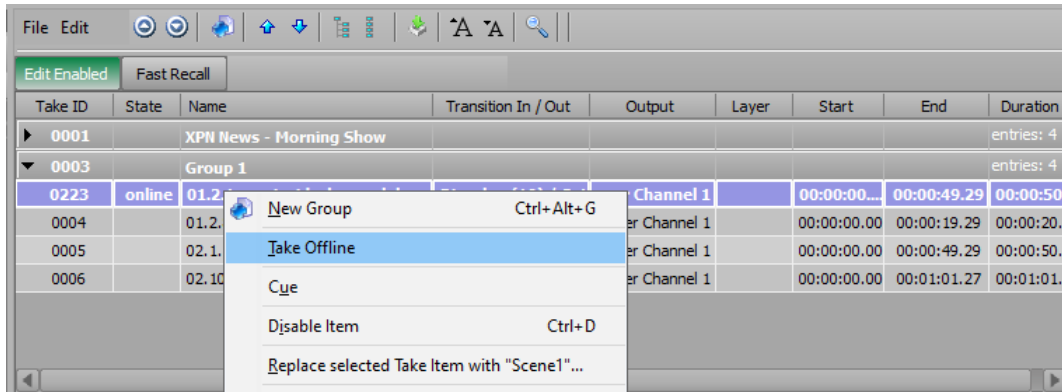 File Edit
Edit Enabled Fast Recall
Take ID State Name Transition In / Out Output Layer Start End Duration
0001 XPN News - Morning Show entries: 4
0003 Group 1 entries: 4
0223 online 01.2. Channel 1 00:00:00.... 00:00:49.29 00:00:50
New Group Ctrl+Alt+G
0004 01.2. er Channel 1 00:00:00.00 00:00:19.29 00:00:20.
Take Offline
0005 02.1. er Channel 1 00:00:00.00 00:00:49.29 00:00:50.
0006 02.10 er Channel 1 00:00:00.00 00:01:01.27 00:01:01.
Cue
Disable Item Ctrl+D
Replace selected Take Item with "Scene1"...